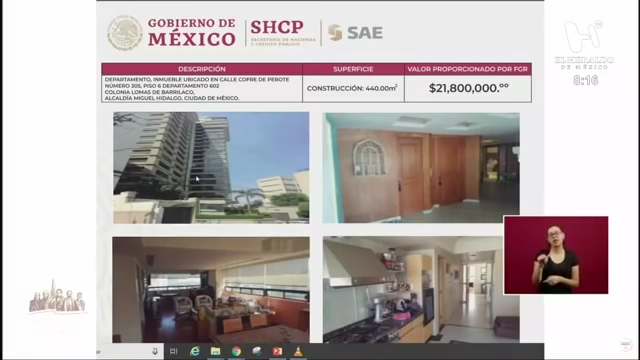 GOBIERNO DE
MÉXICO
SHCP
SECRETARÍA DE HACIENDA
Y CRÉDITO PÚBLICO
SAE
EL HERALDO
DE MÉXICO
8:16
DESCRIPCIÓN
SUPERFICIE
VALOR PROPORCIONADO POR FGR
DEPARTAMENTO, INMUEBLE UBICADO EN CALLE COFRE DE PEROTE
NÚMERO 305, PISO 6 DEPARTAMENTO 602
COLONIA LOMAS DE BARRILACO,
ALCALDÍA MIGUEL HIDALGO, CIUDAD DE MÉXICO.
CONSTRUCCIÓN: 440.00m²
$21,800,000.00